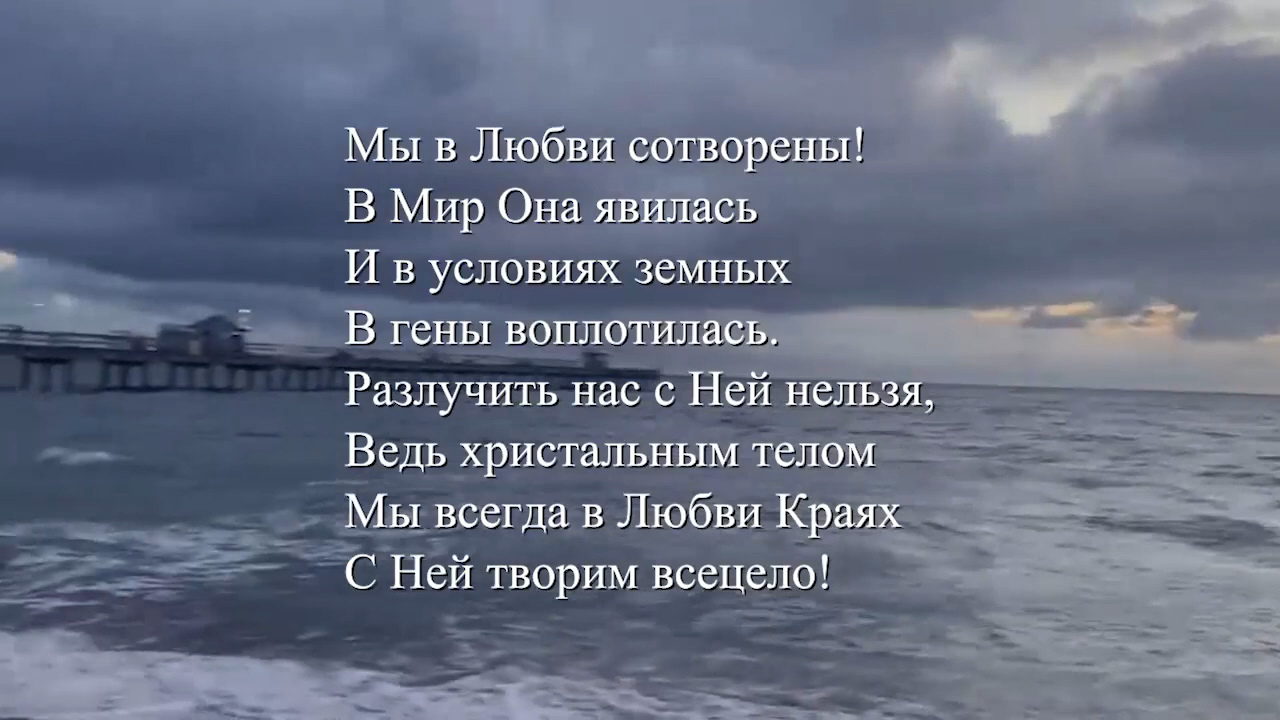 Мы в Любви сотворены!
В Мир Она явилась
И в условиях земных
В гены воплотилась.
Разлучить нас с Ней нельзя,
Ведь христальным телом
Мы всегда в Любви Краях
С Ней творим всецело!